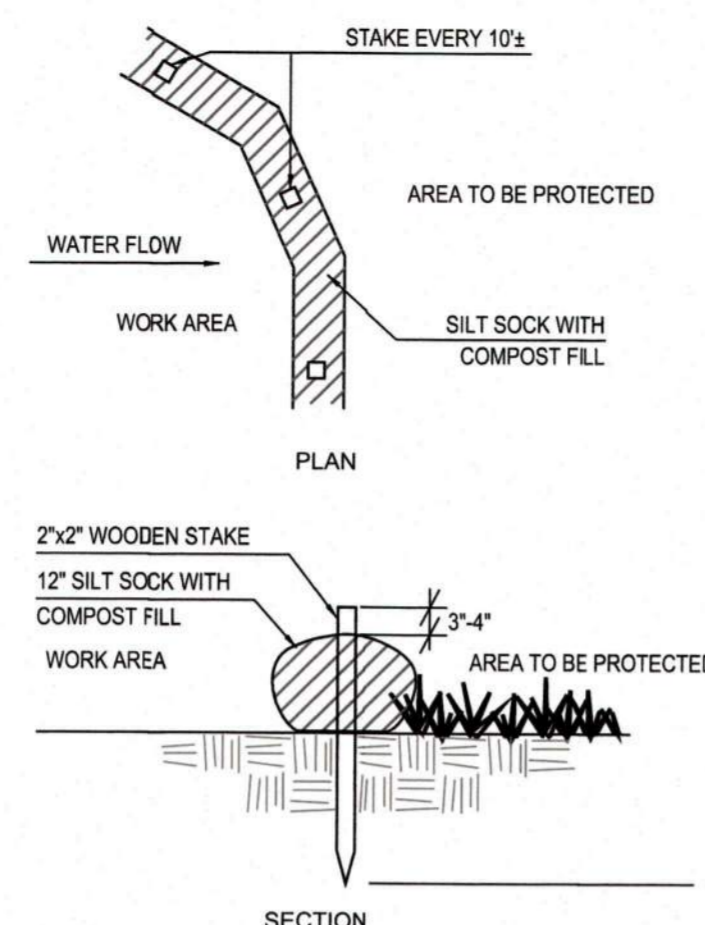 STAKE EVERY 10'±
AREA TO BE PROTECTED
WATER FLOW
WORK AREA
SILT SOCK WITH
COMPOST FILL
PLAN
2"x2" WOODEN STAKE
12" SILT SOCK WITH
COMPOST FILL
3"-4"
WORK AREA
AREA TO BE PROTECTED
SECTION